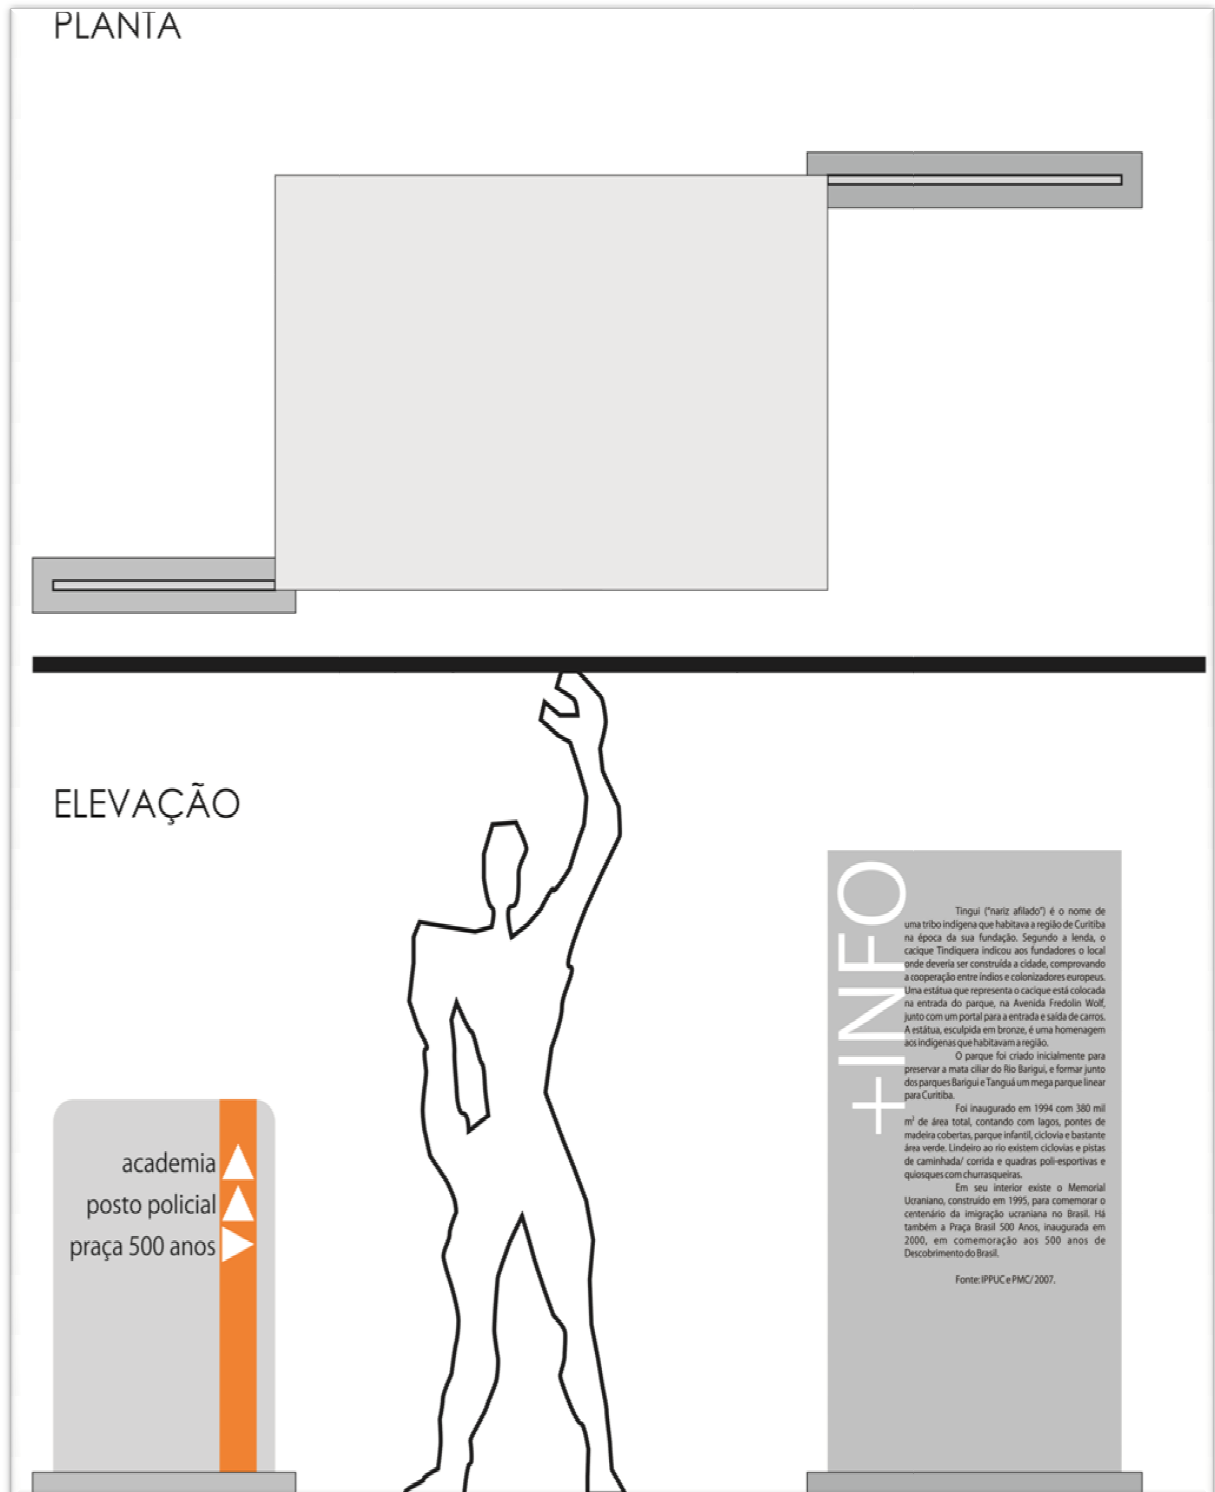 PLANTA
ELEVAÇÃO
academia
posto policial
praça 500 anos
+INFO
Tingui ("nariz afilado") é o nome de
uma tribo indígena que habitava a região de Curitiba
na época da sua fundação. Segundo a lenda, o
cacique Tindiquera indicou aos fundadores o local
onde deveria ser construída a cidade, comprovando
a cooperação entre índios e colonizadores europeus.
Uma estátua que representa o cacique está colocada
na entrada do parque, na Avenida Fredolin Wolf,
junto com um portal para a entrada e saída de carros.
A estátua, esculpida em bronze, é uma homenagem
aos indígenas que habitavam a região.
O parque foi criado inicialmente para
preservar a mata ciliar do Rio Barigui, e formar junto
dos parques Barigui e Tanguá um mega parque linear
para Curitiba.
Foi inaugurado em 1994 com 380 mil
m² de área total, contando com lagos, pontes de
madeira cobertas, parque infantil, ciclovia e bastante
área verde. Lindeiro ao rio existem ciclovias e pistas
de caminhada/ corrida e quadras poli-esportivas e
quiosques com churrasqueiras.
Em seu interior existe o Memorial
Ucraniano, construído em 1995, para comemorar o
centenário da imigração ucraniana no Brasil. Há
também a Praça Brasil 500 Anos, inaugurada em
2000, em comemoração aos 500 anos de
Descobrimento do Brasil.
Fonte: IPPUC e PMC/ 2007.